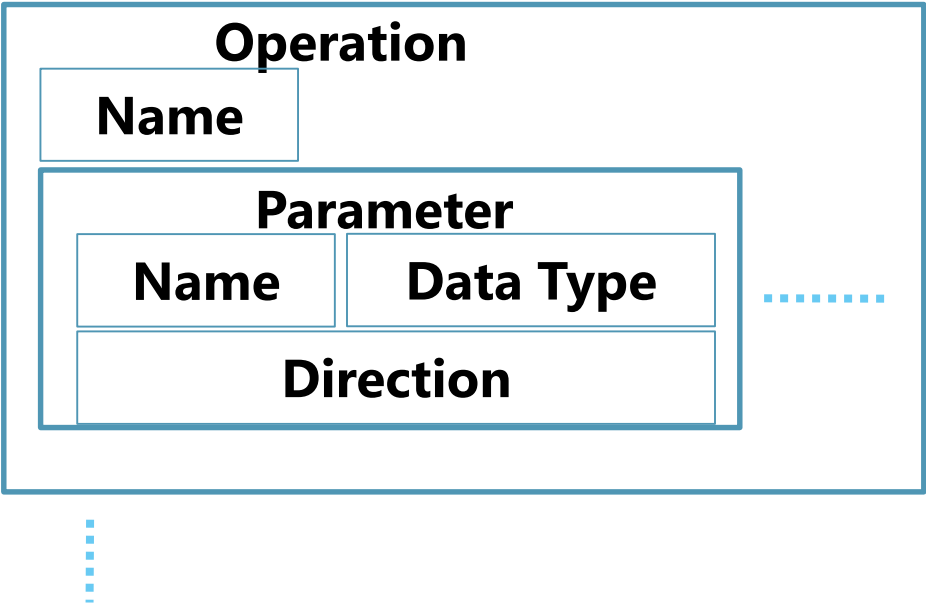 Operation
Name
Parameter
Name
Data Type
Direction